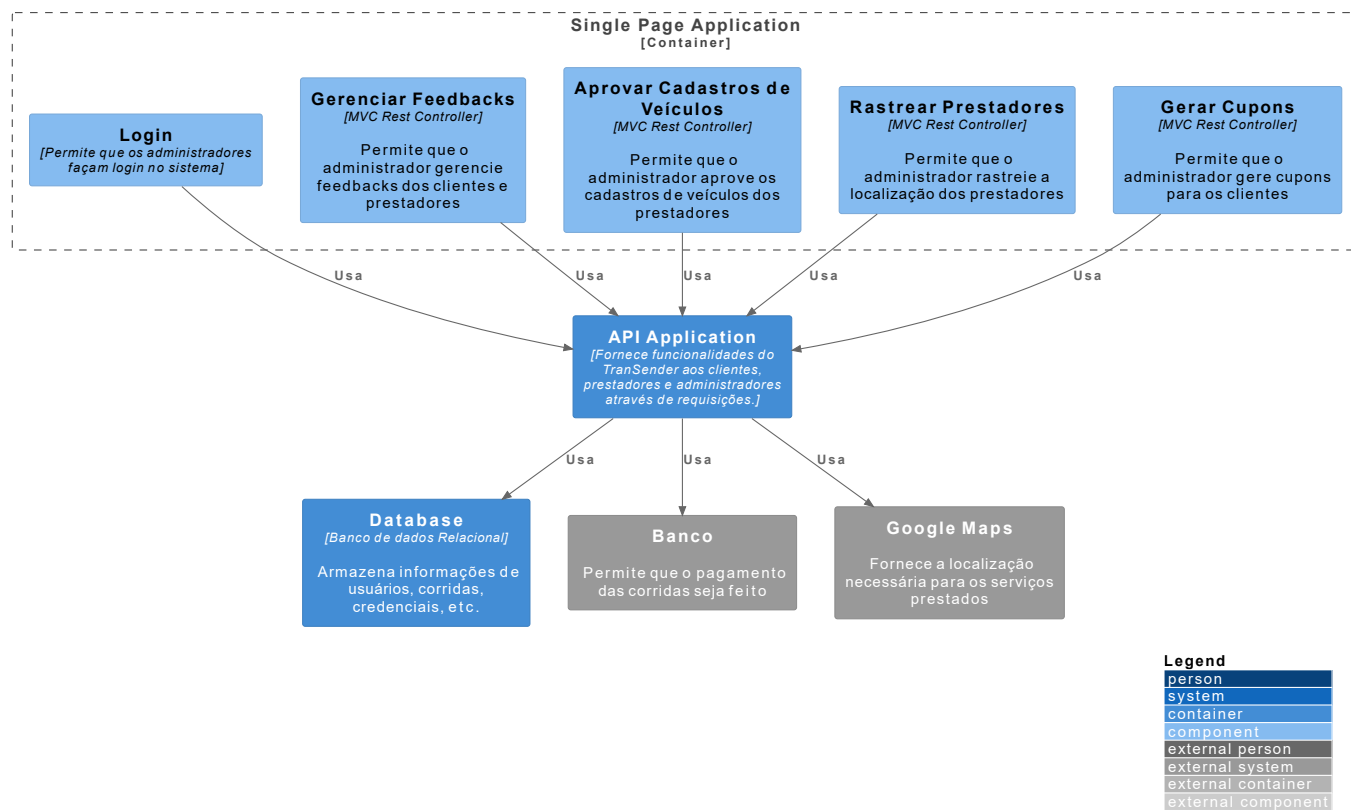 Single Page Application
[Container]
Login
[Permite que os administradores
façam login no sistema]
Gerenciar Feedbacks
[MVC Rest Controller]
Permite que o
administrador gerencie
feedbacks dos clientes e
prestadores
Aprovar Cadastros de
Veículos
[MVC Rest Controller]
Permite que o
administrador aprove os
cadastros de veículos dos
prestadores
Rastrear Prestadores
[MVC Rest Controller]
Permite que o
administrador rastreie a
localização dos prestadores
Gerar Cupons
[MVC Rest Controller]
Permite que o
administrador gere cupons
para os clientes
Usa
Usa
Usa
Usa
Usa
API Application
[Fornece funcionalidades do
TranSender aos clientes,
prestadores e administradores
através de requisições.]
Usa
Usa
Usa
Database
[Banco de dados Relacional]
Armazena informações de
usuários, corridas,
credenciais, etc.
Banco
Permite que o pagamento
das corridas seja feito
Google Maps
Fornece a localização
necessária para os serviços
prestados
Legend
person
system
container
component
external person
external system
external container
external component